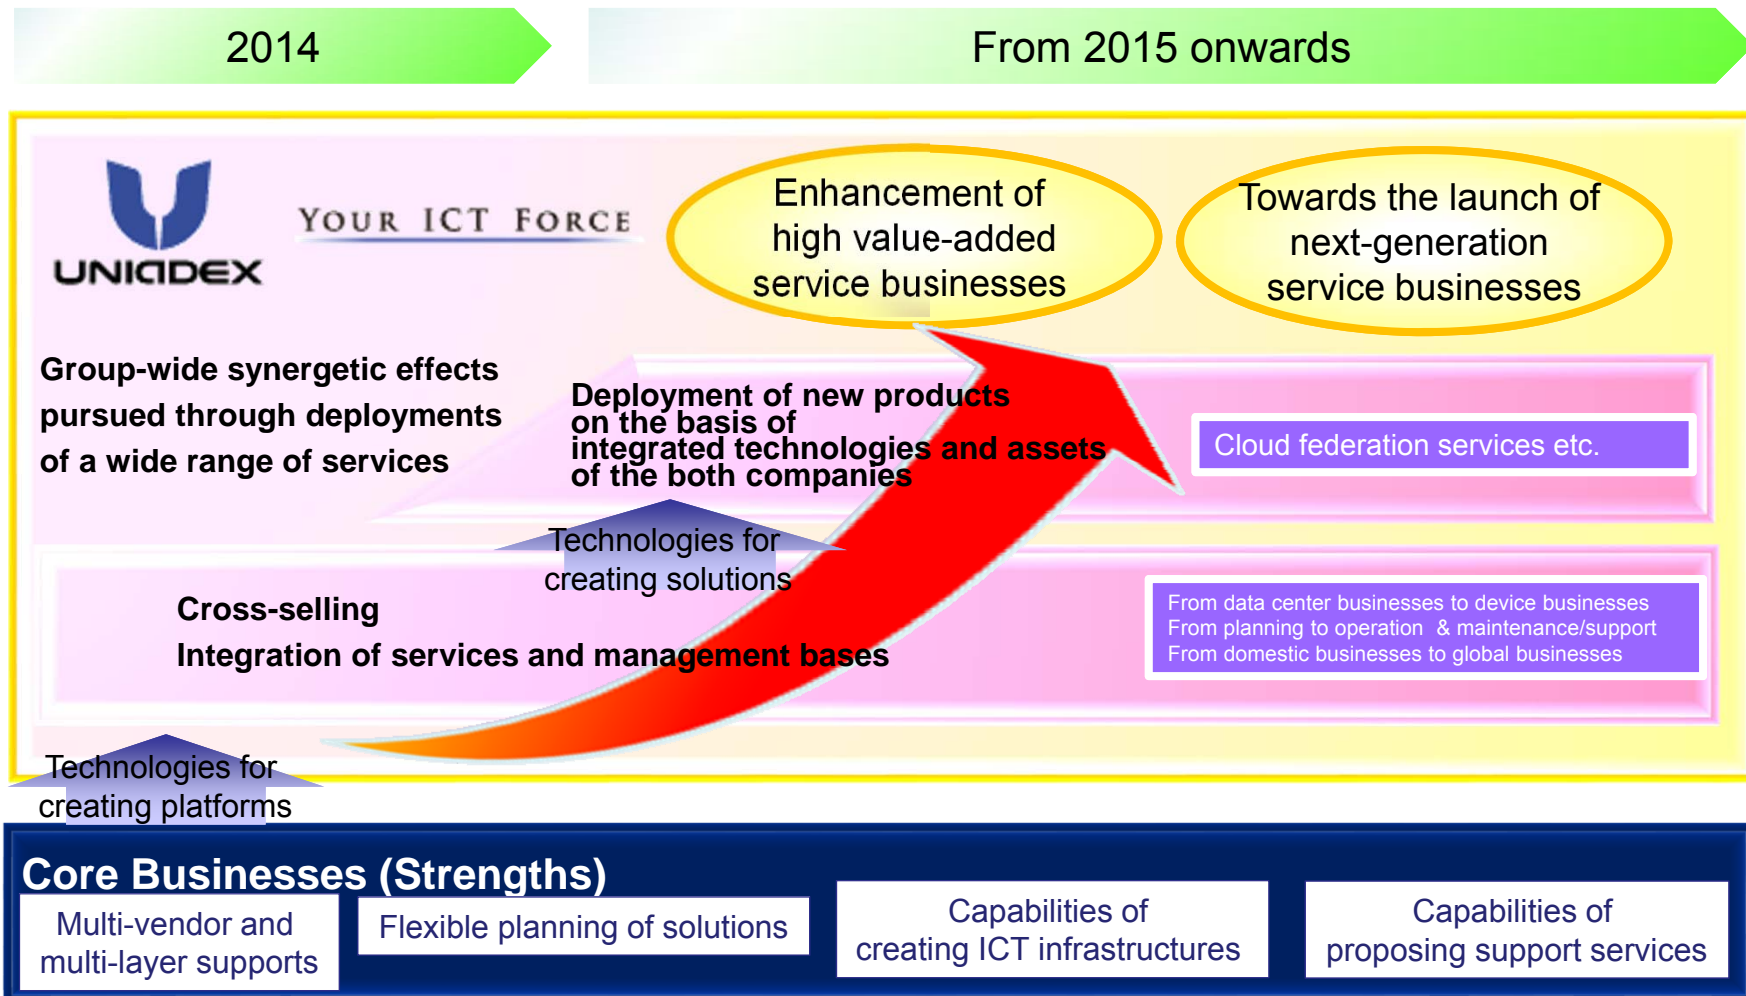 2014
From 2015 onwards
UNIADEX
YOUR ICT FORCE
Enhancement of
high value-added
service businesses
Towards the launch of
next-generation
service businesses
Group-wide synergetic effects
pursued through deployments
of a wide range of services
Deployment of new products
on the basis of
integrated technologies and assets
of the both companies
Cloud federation services etc.
Technologies for
creating solutions
Cross-selling
Integration of services and management bases
From data center businesses to device businesses
From planning to operation & maintenance/support
From domestic businesses to global businesses
Technologies for
creating platforms
Core Businesses (Strengths)
Multi-vendor and
multi-layer supports
Flexible planning of solutions
Capabilities of
creating ICT infrastructures
Capabilities of
proposing support services